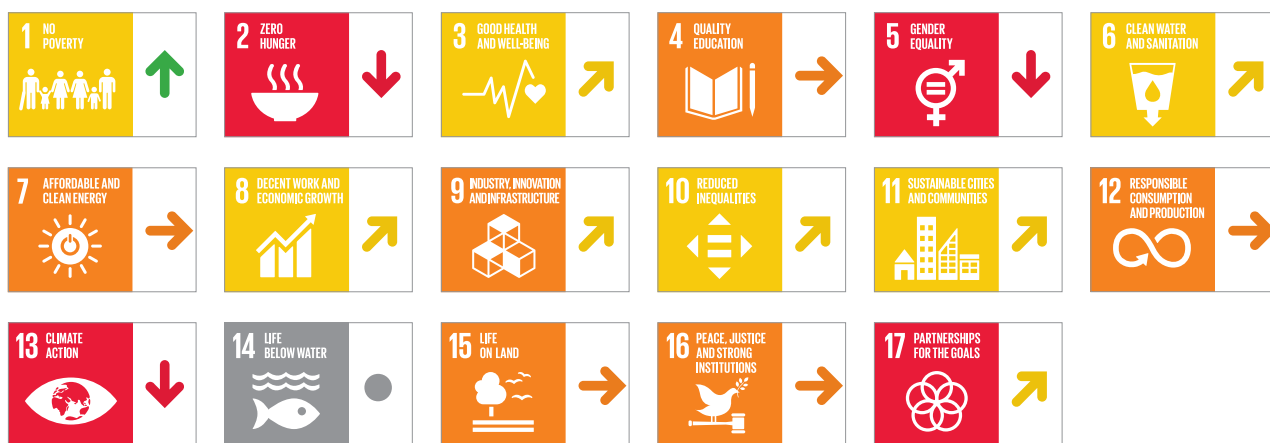 1 NO
POVERTY
2 ZERO
HUNGER
3 GOOD HEALTH
AND WELL-BEING
4 QUALITY
EDUCATION
5 GENDER
EQUALITY
6 CLEAN WATER
AND SANITATION
7 AFFORDABLE AND
CLEAN ENERGY
8 DECENT WORK AND
ECONOMIC GROWTH
9 INDUSTRY, INNOVATION
AND INFRASTRUCTURE
10 REDUCED
INEQUALITIES
11 SUSTAINABLE CITIES
AND COMMUNITIES
12 RESPONSIBLE
CONSUMPTION
AND PRODUCTION
13 CLIMATE
ACTION
14 LIFE
BELOW WATER
15 LIFE
ON LAND
16 PEACE, JUSTICE
AND STRONG
INSTITUTIONS
17 PARTNERSHIPS
FOR THE GOALS